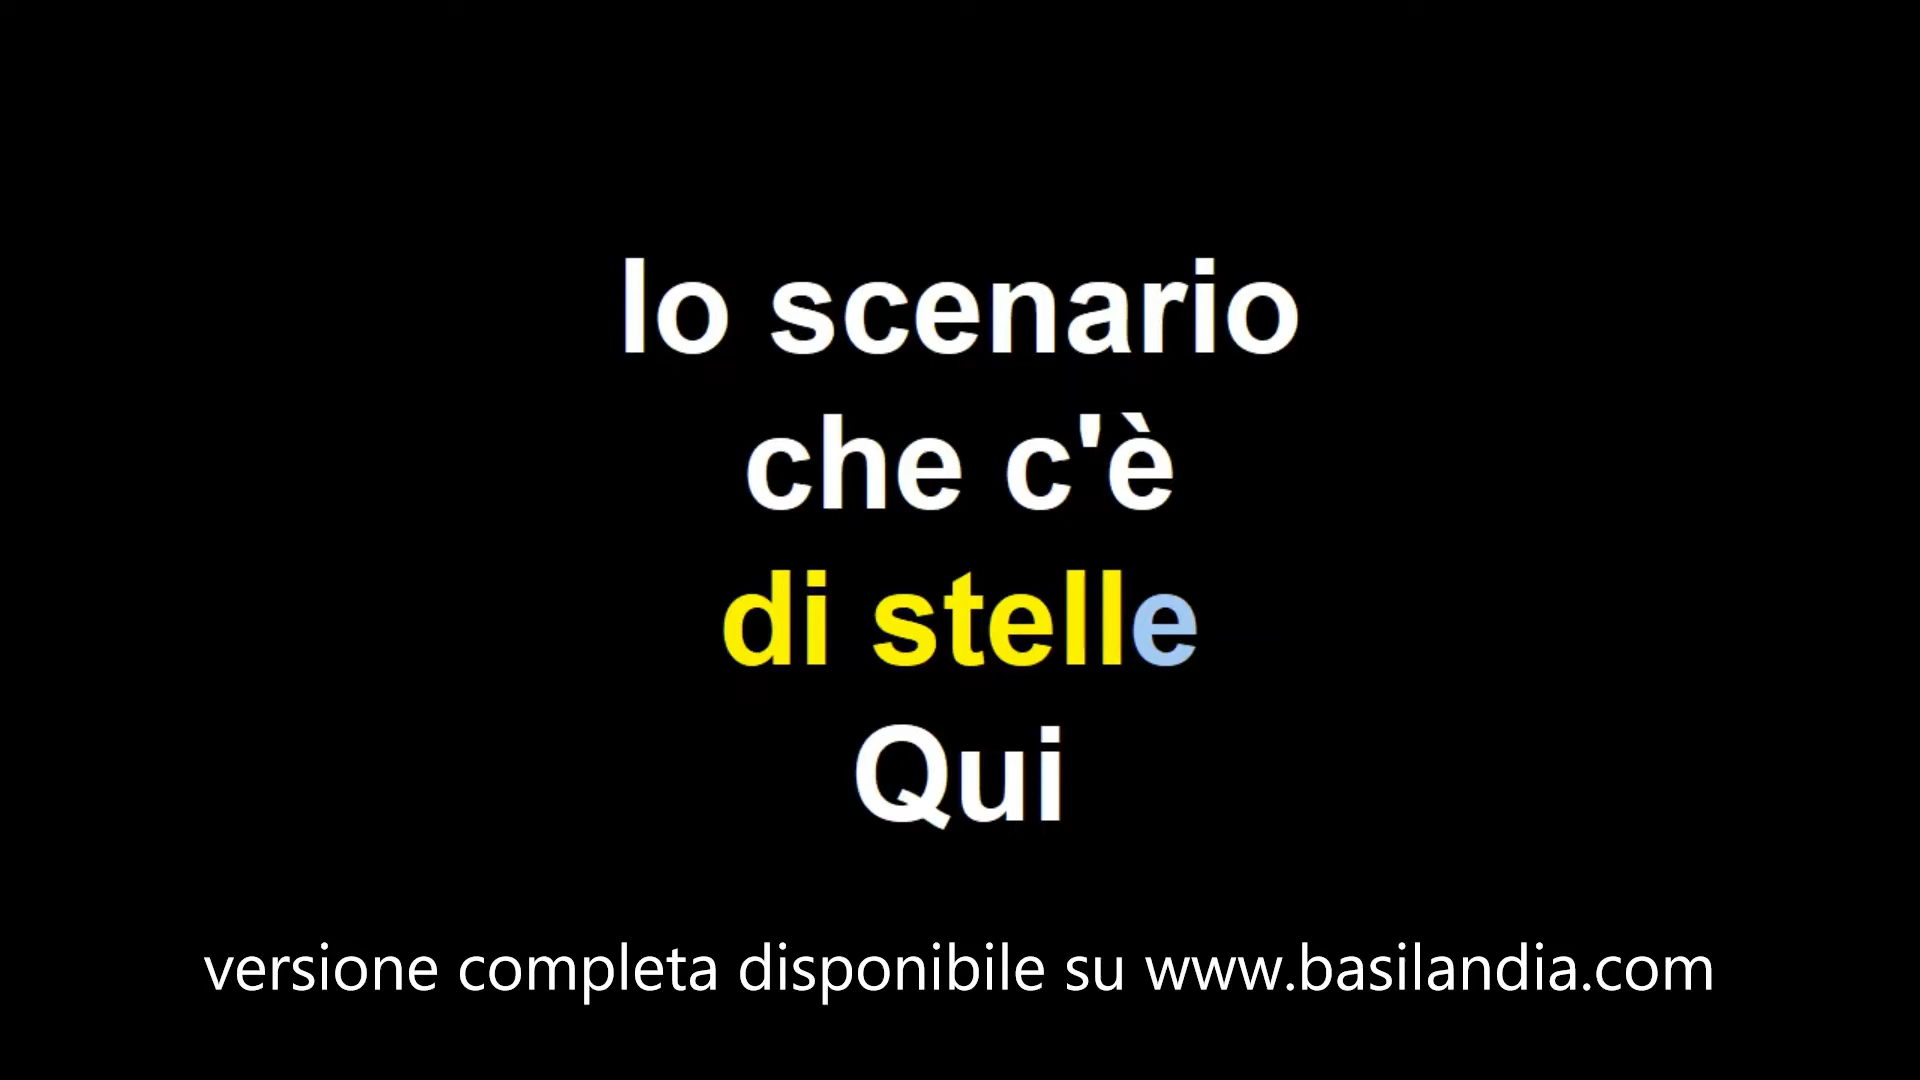 lo scenario
che c'è
di stelle
Qui
versione completa disponibile su www.basilandia.com